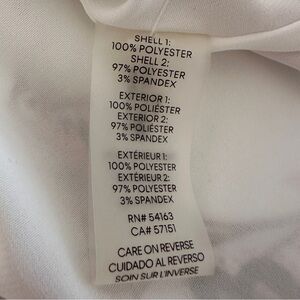 SHELL 1:
100% POLYESTER
SHELL 2:
97% POLYESTER
3% SPANDEX
EXTERIOR 1:
100% POLIÉSTER
EXTERIOR 2:
97% POLIÉSTER
3% SPANDEX
EXTÉRIEUR 1:
100% POLYESTER
EXTÉRIEUR 2:
97% POLYESTER
3% SPANDEX
RN# 54163
CA# 57151
CARE ON REVERSE
CUIDADO AL REVERSO
SOIN SUR L'INVERSE